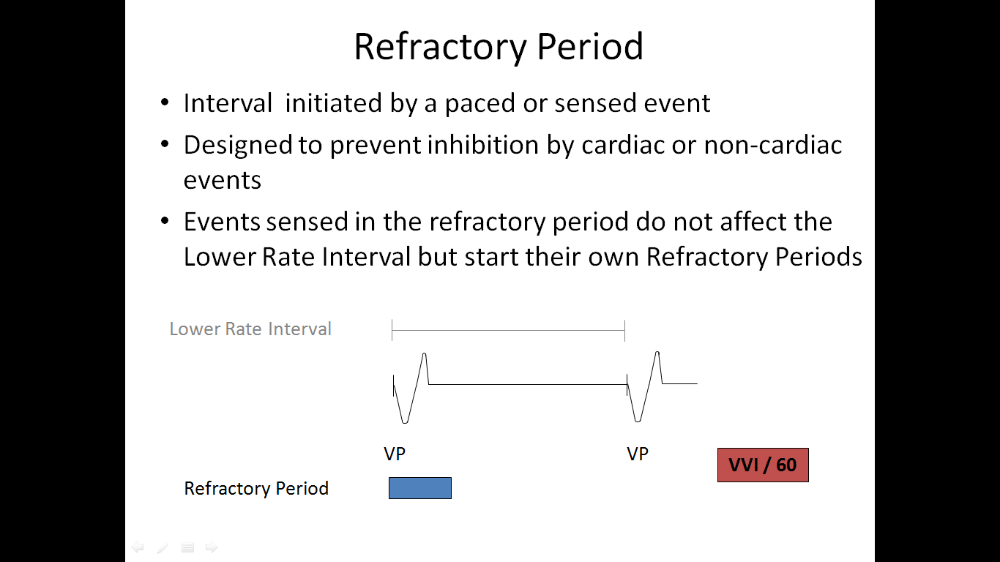 Refractory Period
• Interval  initiated by a paced or sensed event
• Designed to prevent inhibition by cardiac or non-cardiac
events
• Events sensed in the refractory period do not affect the
Lower Rate Interval but start their own Refractory Periods
Lower Rate Interval
VP
VP
VVI / 60
Refractory Period